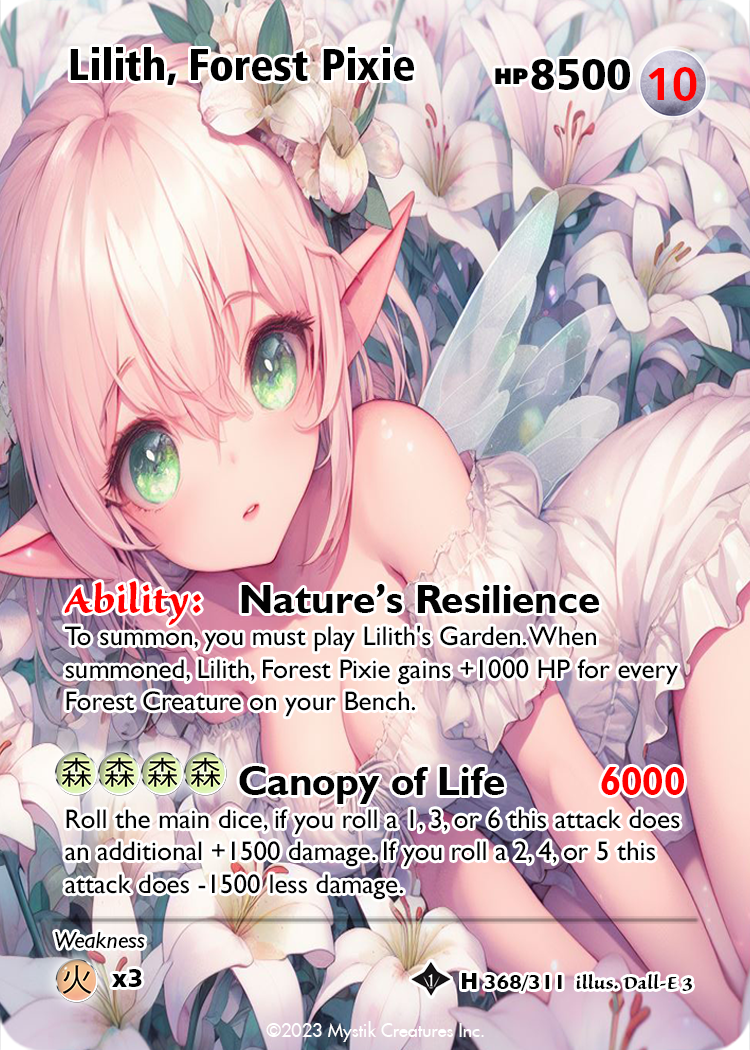 Lilith, Forest Pixie HP8500 10
Ability: Nature's Resilience
To summon, you must play Lilith's Garden. When
summoned, Lilith, Forest Pixie gains +1000 HP for every
Forest Creature on your Bench.
森 森 森 森 Canopy of Life 6000
Roll the main dice, if you roll a 1, 3, or 6 this attack does
an additional +1500 damage. If you roll a 2, 4, or 5 this
attack does -1500 less damage.
Weakness
火 x3 1 H 368/311 illus. Dall-E 3
©2023 Mystik Creatures Inc.